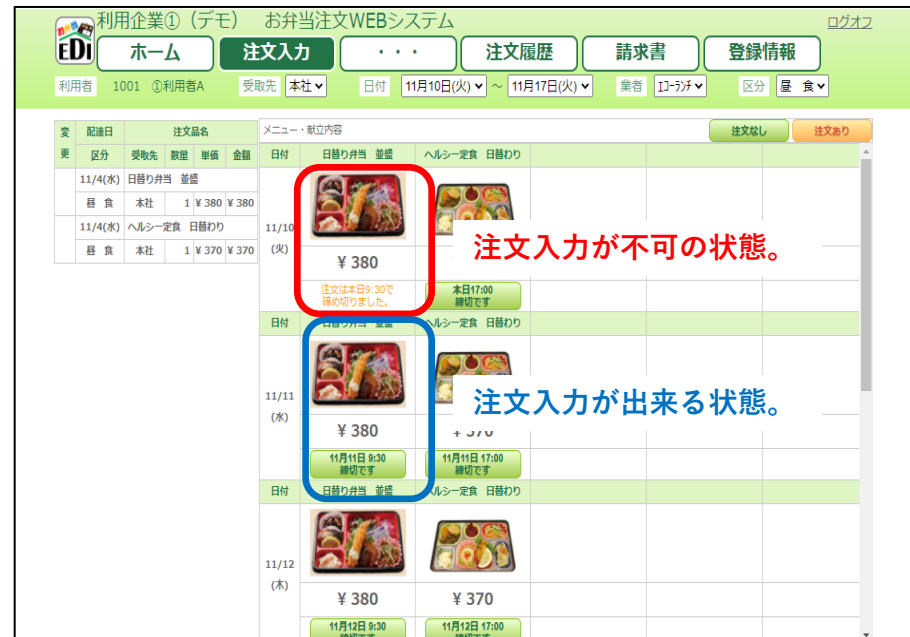 利用企業①（デモ）　お弁当注文WEBシステム
ログオフ
お弁当
EDI
ホーム
注文入力
・・・
注文履歴
請求書
登録情報
利用者　1001　①利用者A　受取先　本社　日付　11月10日(火) ～ 11月17日(火)　業者　ｴｺｰﾗﾝﾁ　区分　昼　食
変更　配達日　注文品名
区分　受取先　数量　単価　金額
11/4(水)　日替り弁当　並盛
昼　食　本社　1　¥ 380　¥ 380
11/4(水)　ヘルシー定食　日替わり
昼　食　本社　1　¥ 370　¥ 370
メニュー・献立内容
注文なし
注文あり
日付　日替り弁当　並盛　ヘルシー定食　日替わり
11/10
(火)
¥ 380
注文入力が不可の状態。
注文は本日9:30で
締め切りました。
本日17:00
締切です
日付　日替り弁当　並盛　ヘルシー定食　日替わり
11/11
(水)
注文入力が出来る状態。
¥ 380　¥ 370
11月11日 9:30
締切です
11月11日 17:00
締切です
日付　日替り弁当　並盛　ヘルシー定食　日替わり
11/12
(木)
¥ 380　¥ 370
11月12日 9:30
11月12日 17:00